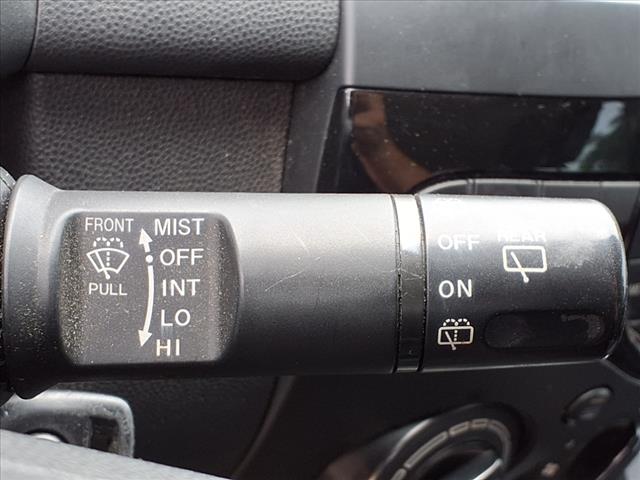 FRONT MIST
OFF
PULL INT
LO
HI
OFF REAR
ON